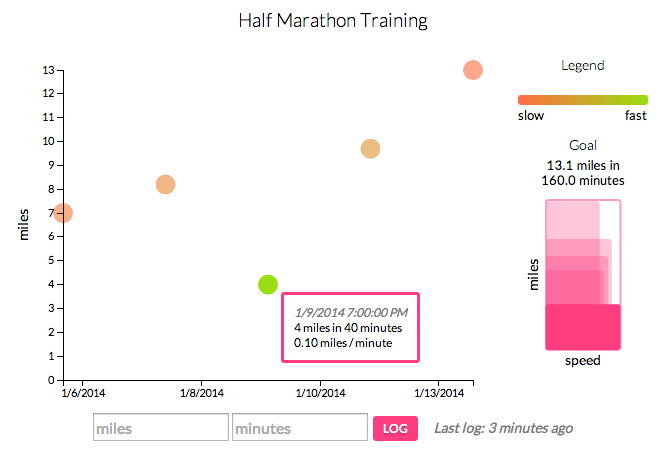 Half Marathon Training
13
12
11
10
9
8
7
6
5
4
3
2
1
0
miles
1/6/2014
1/8/2014
1/10/2014
1/13/2014
1/9/2014 7:00:00 PM
4 miles in 40 minutes
0.10 miles / minute
Legend
slow
fast
Goal
13.1 miles in
160.0 minutes
miles
speed
miles
minutes
LOG
Last log: 3 minutes ago